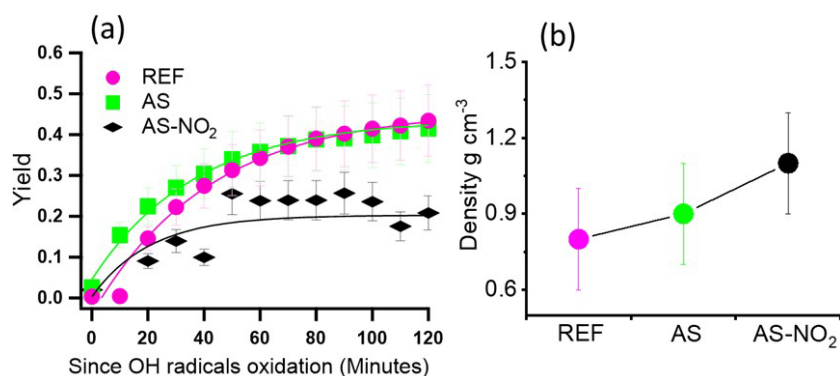 (a)
0.6
0.5
0.4
0.3
0.2
0.1
0.0
Yield
REF
AS
AS-NO₂
0 20 40 60 80 100 120
Since OH radicals oxidation (Minutes)
(b)
1.5
1.2
0.9
0.6
Density g cm⁻³
REF AS AS-NO₂